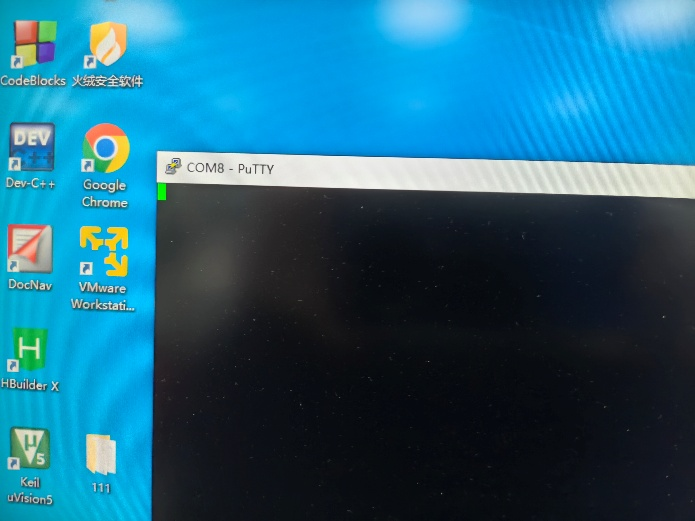 CodeBlocks
火绒安全软件
DEV
C++
Dev-C++
Google
Chrome
COM8 - PuTTY
DocNav
VMware
Workstati...
H
HBuilder X
μ
5
Keil
uVision5
111